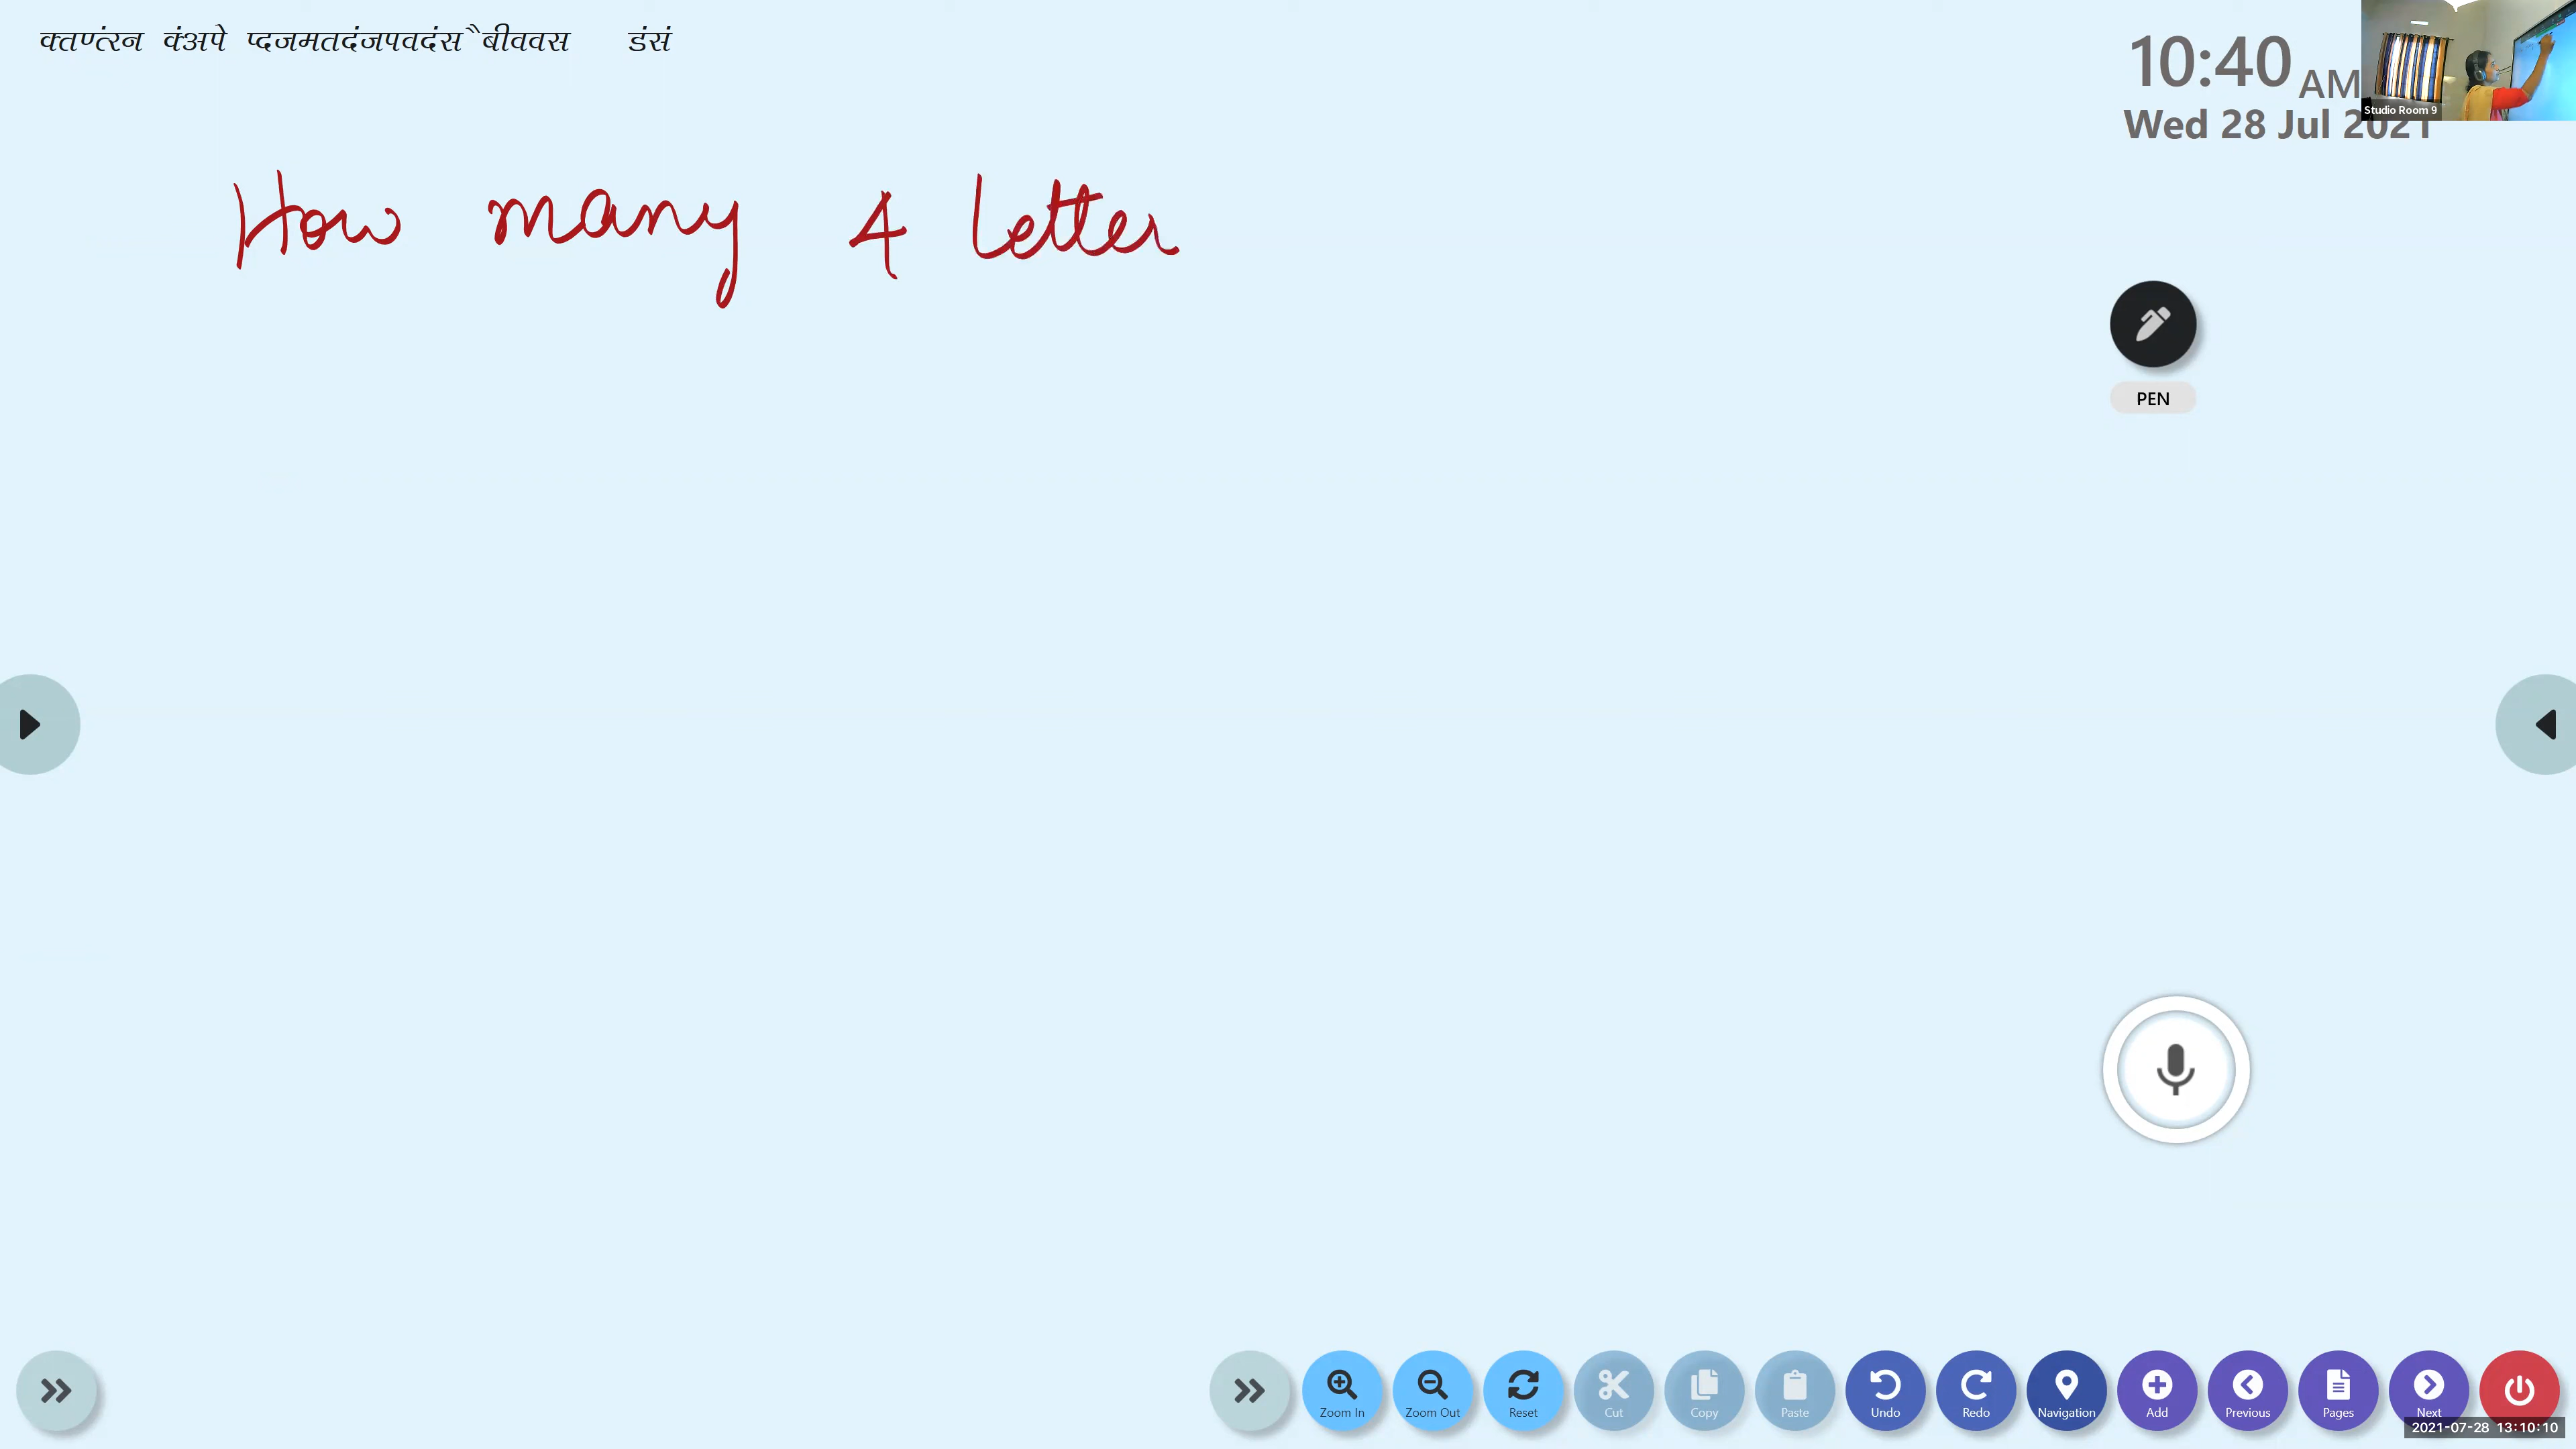 क्तण्त्ंरन क्ंअपे प्दजमतदंजपवदंस ैबीववस डंसं
10:40 AM
Studio Room 9
Wed 28 Jul 2021
How many 4 letter
PEN
Zoom In Zoom Out Reset Cut Copy Paste Undo Redo Navigation Add Previous Pages Next
2021-07-28 13:10:10